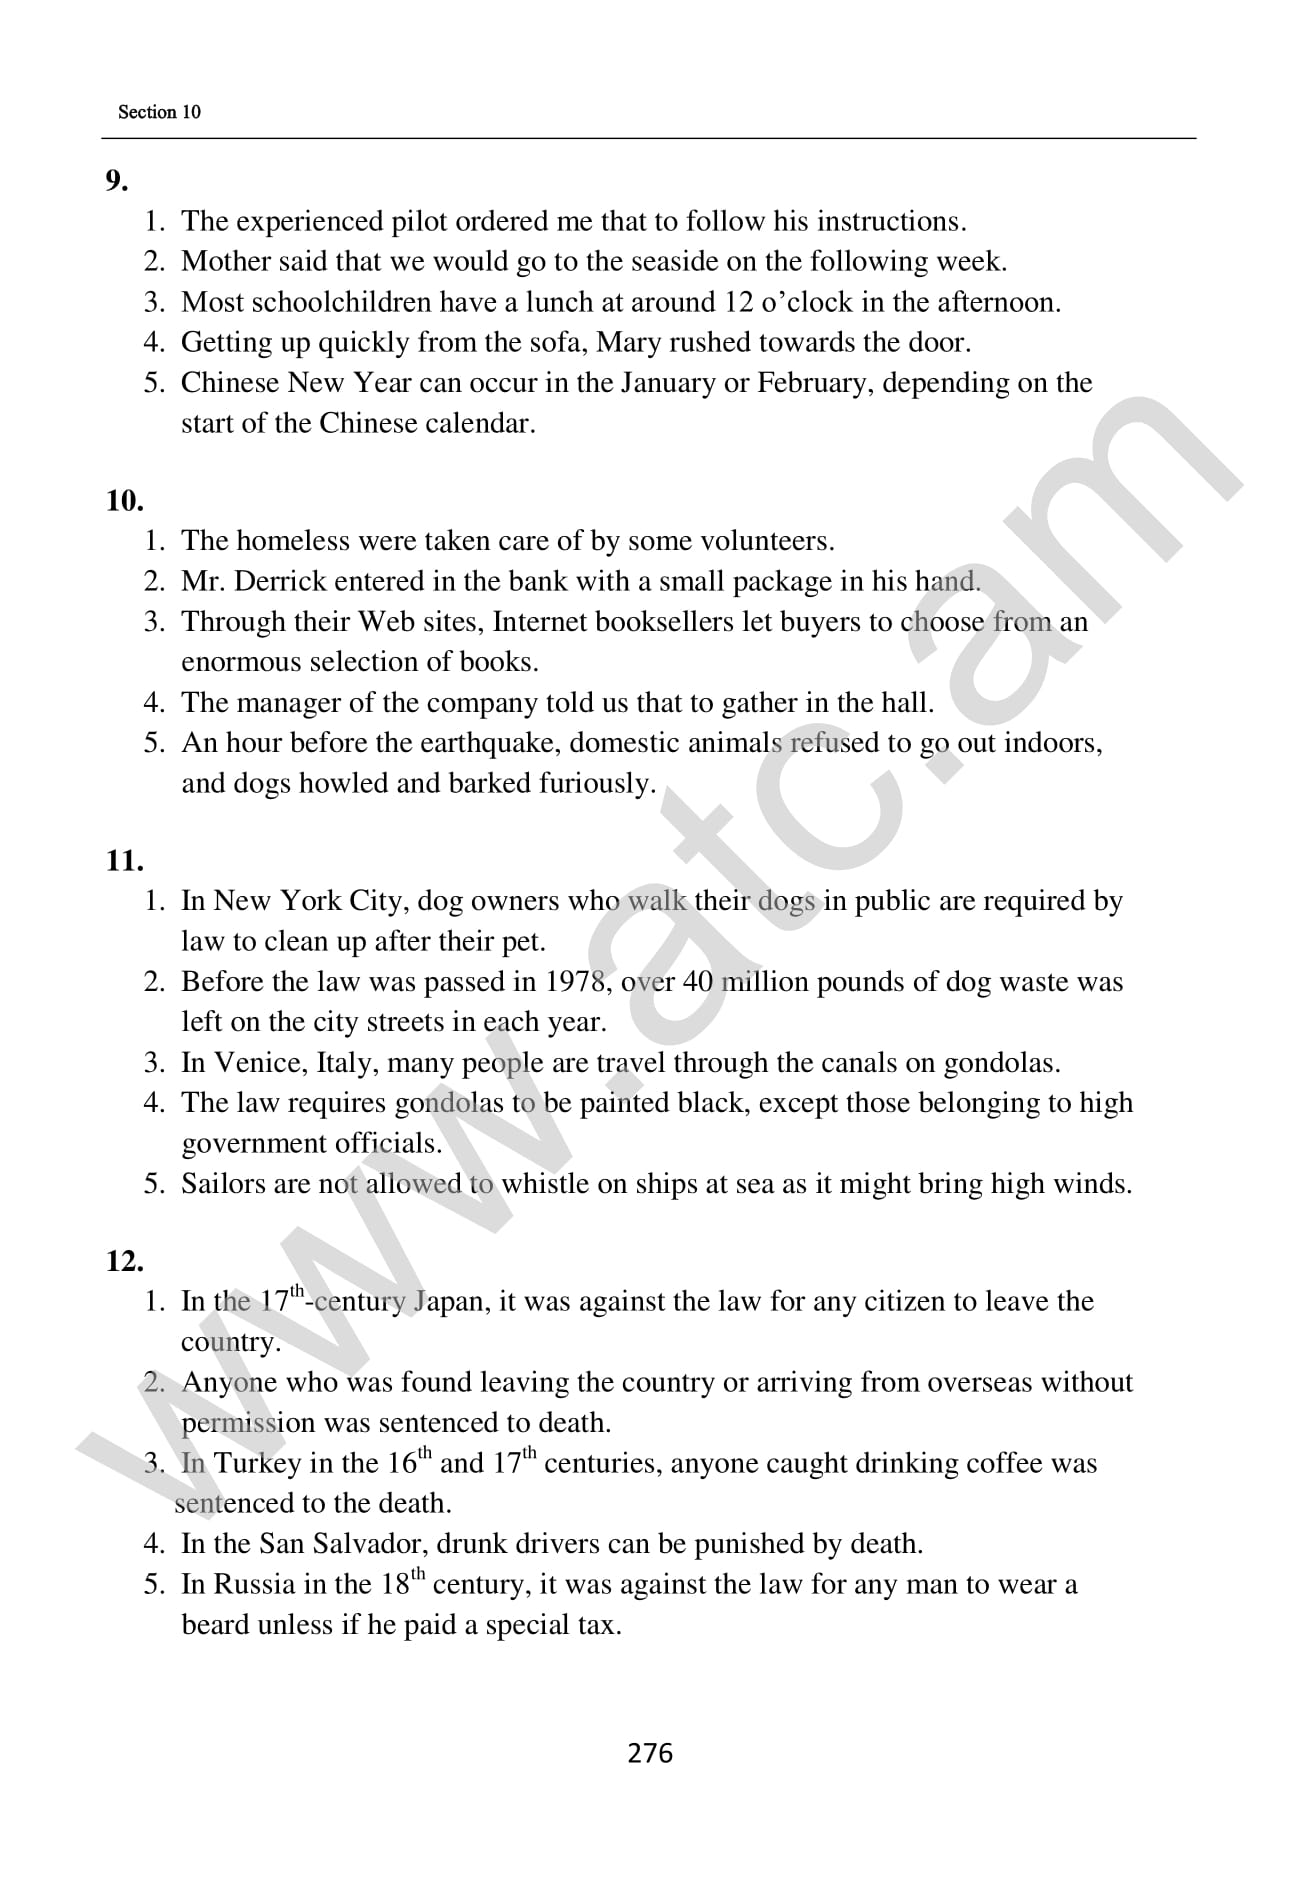 Section 10
9.
1. The experienced pilot ordered me that to follow his instructions.
2. Mother said that we would go to the seaside on the following week.
3. Most schoolchildren have a lunch at around 12 o’clock in the afternoon.
4. Getting up quickly from the sofa, Mary rushed towards the door.
5. Chinese New Year can occur in the January or February, depending on the
start of the Chinese calendar.
10.
1. The homeless were taken care of by some volunteers.
2. Mr. Derrick entered in the bank with a small package in his hand.
3. Through their Web sites, Internet booksellers let buyers to choose from an
enormous selection of books.
4. The manager of the company told us that to gather in the hall.
5. An hour before the earthquake, domestic animals refused to go out indoors,
and dogs howled and barked furiously.
11.
1. In New York City, dog owners who walk their dogs in public are required by
law to clean up after their pet.
2. Before the law was passed in 1978, over 40 million pounds of dog waste was
left on the city streets in each year.
3. In Venice, Italy, many people are travel through the canals on gondolas.
4. The law requires gondolas to be painted black, except those belonging to high
government officials.
5. Sailors are not allowed to whistle on ships at sea as it might bring high winds.
12.
1. In the 17th-century Japan, it was against the law for any citizen to leave the
country.
2. Anyone who was found leaving the country or arriving from overseas without
permission was sentenced to death.
3. In Turkey in the 16th and 17th centuries, anyone caught drinking coffee was
sentenced to the death.
4. In the San Salvador, drunk drivers can be punished by death.
5. In Russia in the 18th century, it was against the law for any man to wear a
beard unless if he paid a special tax.
276
www.atc.am